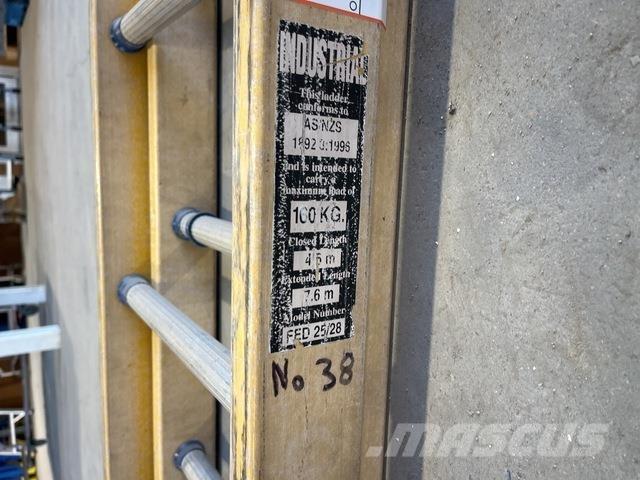 INDUSTRIAL
This ladder
conforms to
AS/NZS
1892 3:1996
and is intended to
carry a
maximum load of
160 KG.
Closed Length
4.6 m
Extended Length
7.6 m
Model Number
FED 25/28
No 38
MASCUS